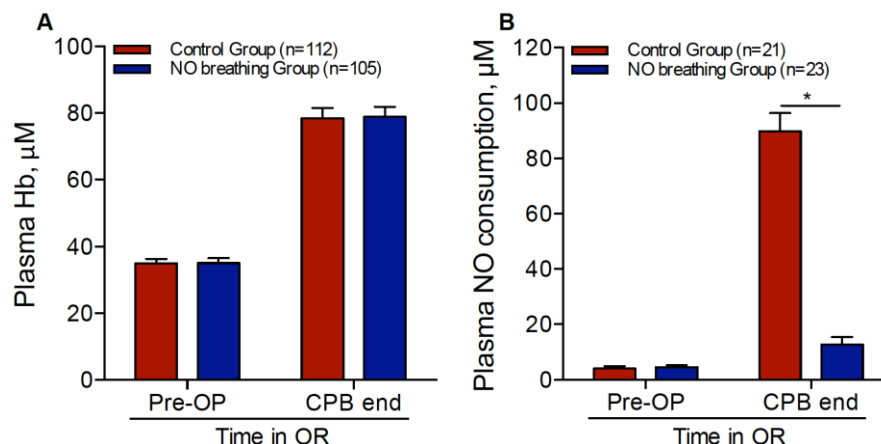 A
Control Group (n=112)
NO breathing Group (n=105)
Plasma Hb, µM
100
80
60
40
20
0
Pre-OP
CPB end
Time in OR
B
Control Group (n=21)
NO breathing Group (n=23)
Plasma NO consumption, µM
120
100
80
60
40
20
0
*
Pre-OP
CPB end
Time in OR